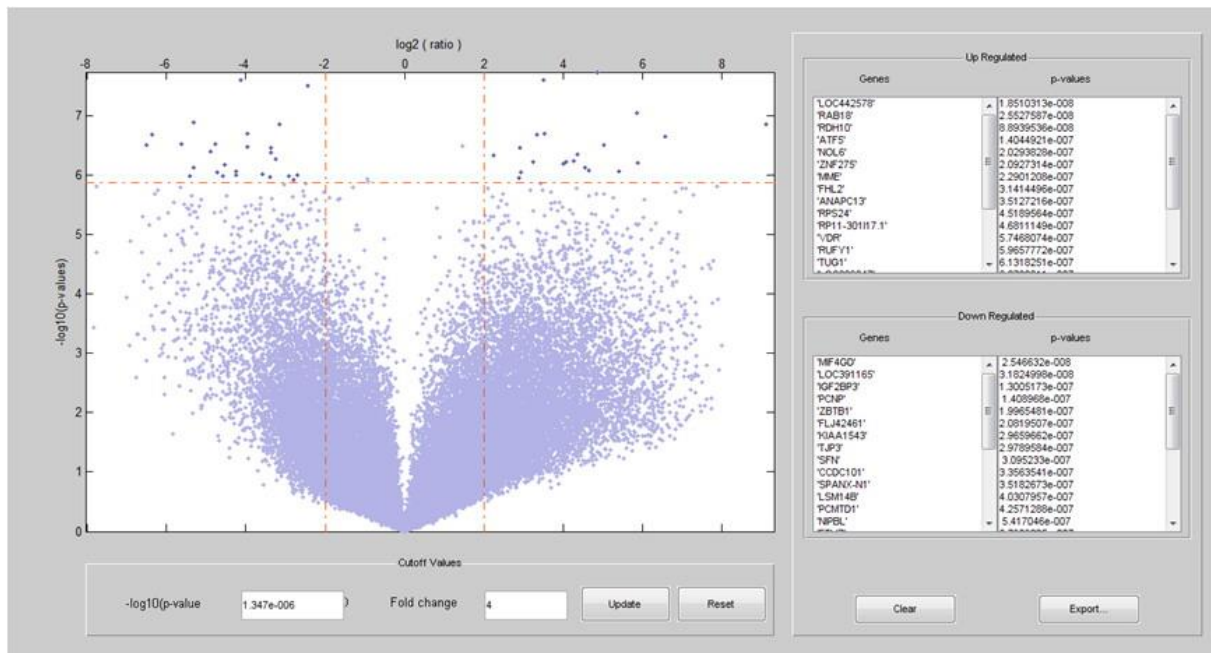 log2 ( ratio )
-8 -6 -4 -2 0 2 4 6 8
7
6
5
4
3
2
1
0
-log10(p-values)
Cutoff Values
-log10(p-value 1.347e-006 ) Fold change 4 Update Reset
Up Regulated
Genes p-values
'LOC442578' 1.8510313e-008
'RAB18' 2.5527587e-008
'RDH10' 8.8939536e-008
'ATF5' 1.4044921e-007
'NOL6' 2.0293828e-007
'ZNF275' 2.0927314e-007
'MME' 2.2901208e-007
'FHL2' 3.1414496e-007
'ANAPC13' 3.5127216e-007
'RPS24' 4.5189564e-007
'RP11-301I17.1' 4.6811149e-007
'VDR' 5.7468074e-007
'RUFY1' 5.9657772e-007
'TUG1' 6.1318251e-007
Down Regulated
Genes p-values
'MIF4GD' 2.546632e-008
'LOC391165' 3.1824998e-008
'IGF2BP3' 1.3005173e-007
'PCNP' 1.408968e-007
'ZBTB1' 1.9965481e-007
'FLJ42461' 2.0819507e-007
'KIAA1543' 2.9659662e-007
'TJP3' 2.9789584e-007
'SFN' 3.095233e-007
'CCDC101' 3.3563541e-007
'SPANX-N1' 3.5182673e-007
'LSM14B' 4.0307957e-007
'PCMTD1' 4.2571288e-007
'NIPBL' 5.417046e-007
Clear Export...